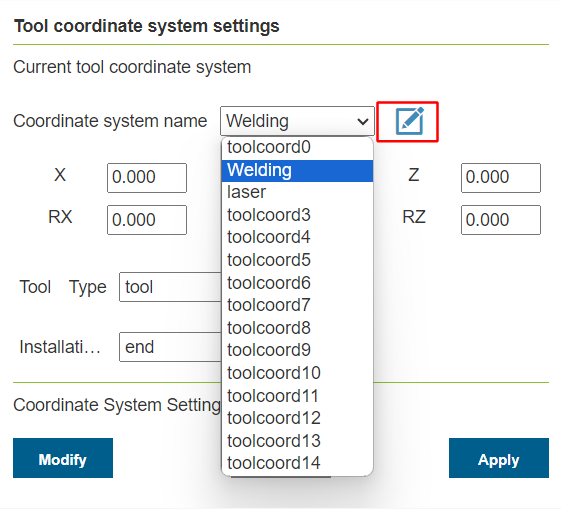 Tool coordinate system settings
Current tool coordinate system
Coordinate system name Welding
toolcoord0
Welding
laser
toolcoord3
toolcoord4
toolcoord5
toolcoord6
toolcoord7
toolcoord8
toolcoord9
toolcoord10
toolcoord11
toolcoord12
toolcoord13
toolcoord14
X 0.000 Z 0.000
RX 0.000 RZ 0.000
Tool Type tool
Installati… end
Coordinate System Setting
Modify Apply